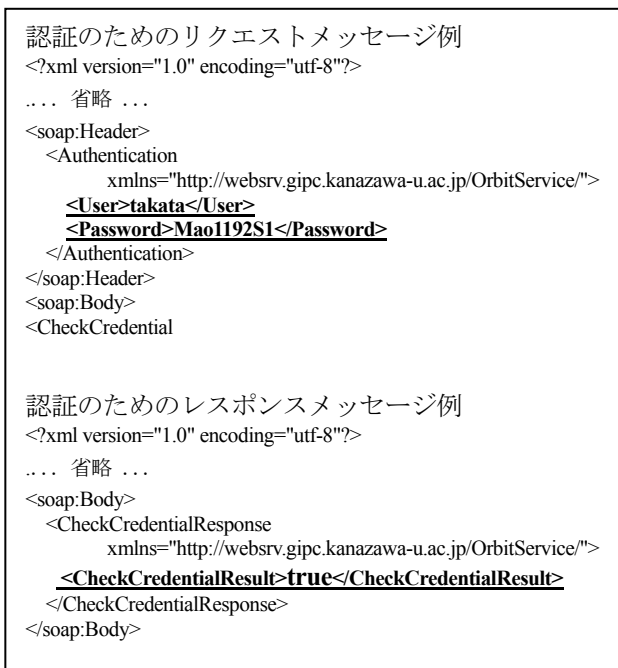 認証のためのリクエストメッセージ例
<?xml version="1.0" encoding="utf-8"?>
.... 省略 ...
<soap:Header>
<Authentication
xmlns="http://websrv.gipc.kanazawa-u.ac.jp/OrbitService/">
<User>takata</User>
<Password>Mao1192S1</Password>
</Authentication>
</soap:Header>
<soap:Body>
<CheckCredential
認証のためのレスポンスメッセージ例
<?xml version="1.0" encoding="utf-8"?>
.... 省略 ...
<soap:Body>
<CheckCredentialResponse
xmlns="http://websrv.gipc.kanazawa-u.ac.jp/OrbitService/">
<CheckCredentialResult>true</CheckCredentialResult>
</CheckCredentialResponse>
</soap:Body>